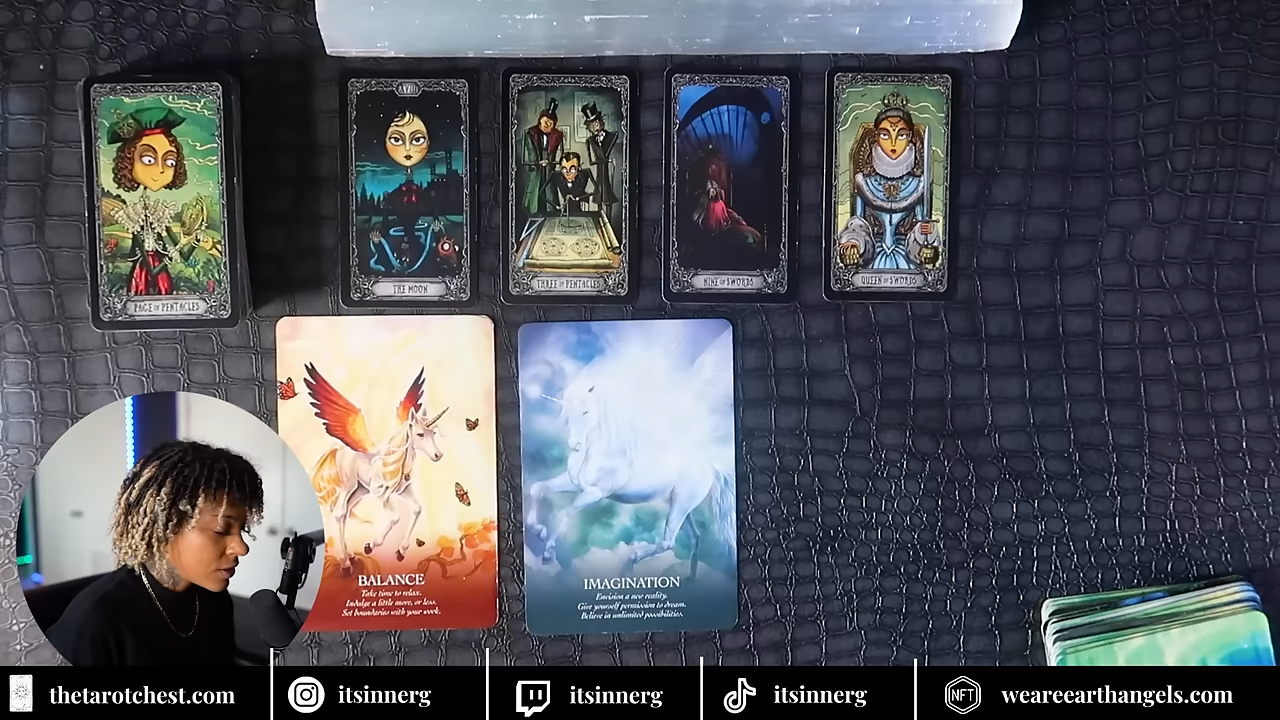 XVIII
PAGE OF PENTACLES
THE MOON
THREE OF PENTACLES
NINE OF SWORDS
QUEEN OF SWORDS
BALANCE
Take time to relax.
Indulge a little more, or less.
Set boundaries with your work.
IMAGINATION
Envision a new reality.
Give yourself permission to dream.
Believe in unlimited possibilities.
thetarotchest.com
itsinnerg
itsinnerg
itsinnerg
NFT
weareearthangels.com